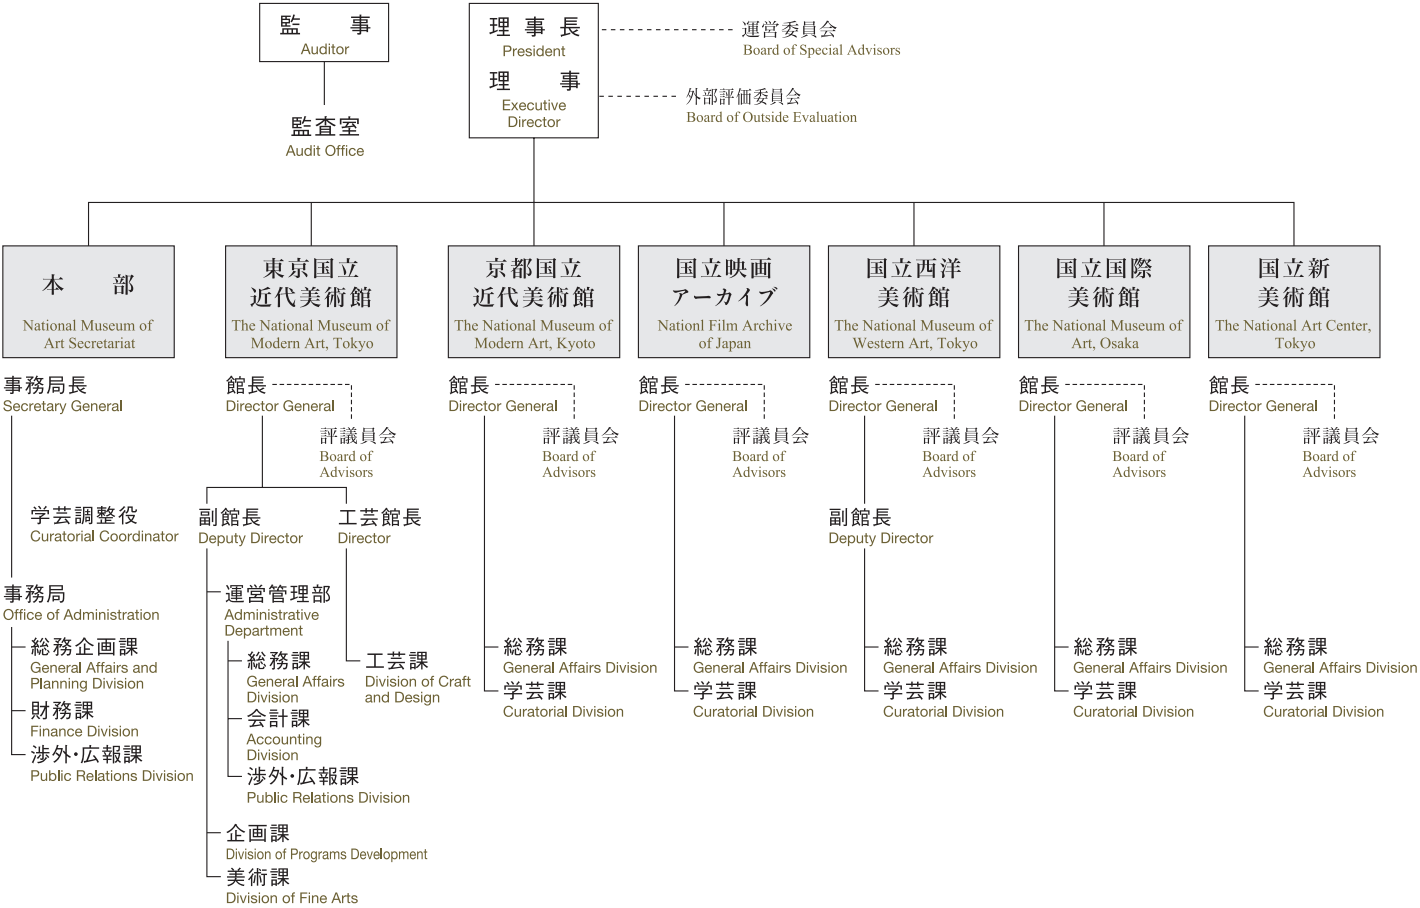 監 事
Auditor
監査室
Audit Office
理 事 長
President
理 事
Executive
Director
運営委員会
Board of Special Advisors
外部評価委員会
Board of Outside Evaluation
本 部
National Museum of
Art Secretariat
事務局長
Secretary General
学芸調整役
Curatorial Coordinator
事務局
Office of Administration
総務企画課
General Affairs and
Planning Division
財務課
Finance Division
渉外・広報課
Public Relations Division
東京国立
近代美術館
The National Museum of
Modern Art, Tokyo
館長
Director General
評議員会
Board of
Advisors
副館長
Deputy Director
工芸館長
Director
運営管理部
Administrative
Department
総務課
General Affairs
Division
会計課
Accounting
Division
渉外・広報課
Public Relations Division
工芸課
Division of Craft
and Design
企画課
Division of Programs Development
美術課
Division of Fine Arts
京都国立
近代美術館
The National Museum of
Modern Art, Kyoto
館長
Director General
評議員会
Board of
Advisors
総務課
General Affairs Division
学芸課
Curatorial Division
国立映画
アーカイブ
Nationl Film Archive
of Japan
館長
Director General
評議員会
Board of
Advisors
総務課
General Affairs Division
学芸課
Curatorial Division
国立西洋
美術館
The National Museum of
Western Art, Tokyo
館長
Director General
評議員会
Board of
Advisors
副館長
Deputy Director
総務課
General Affairs Division
学芸課
Curatorial Division
国立国際
美術館
The National Museum of
Art, Osaka
館長
Director General
評議員会
Board of
Advisors
総務課
General Affairs Division
学芸課
Curatorial Division
国立新
美術館
The National Art Center,
Tokyo
館長
Director General
評議員会
Board of
Advisors
総務課
General Affairs Division
学芸課
Curatorial Division